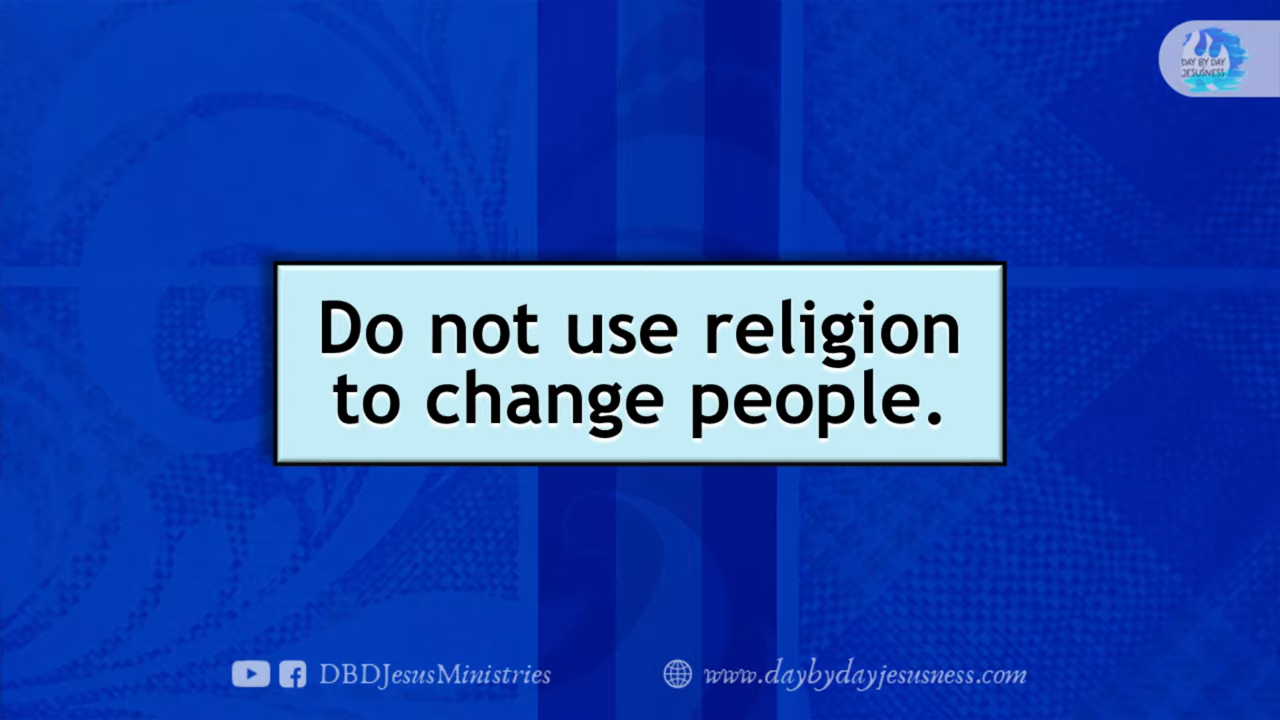 DAY BY DAY
JESUSNESS
Do not use religion
to change people.
DBDJesusMinistries
www.daybydayjesusness.com